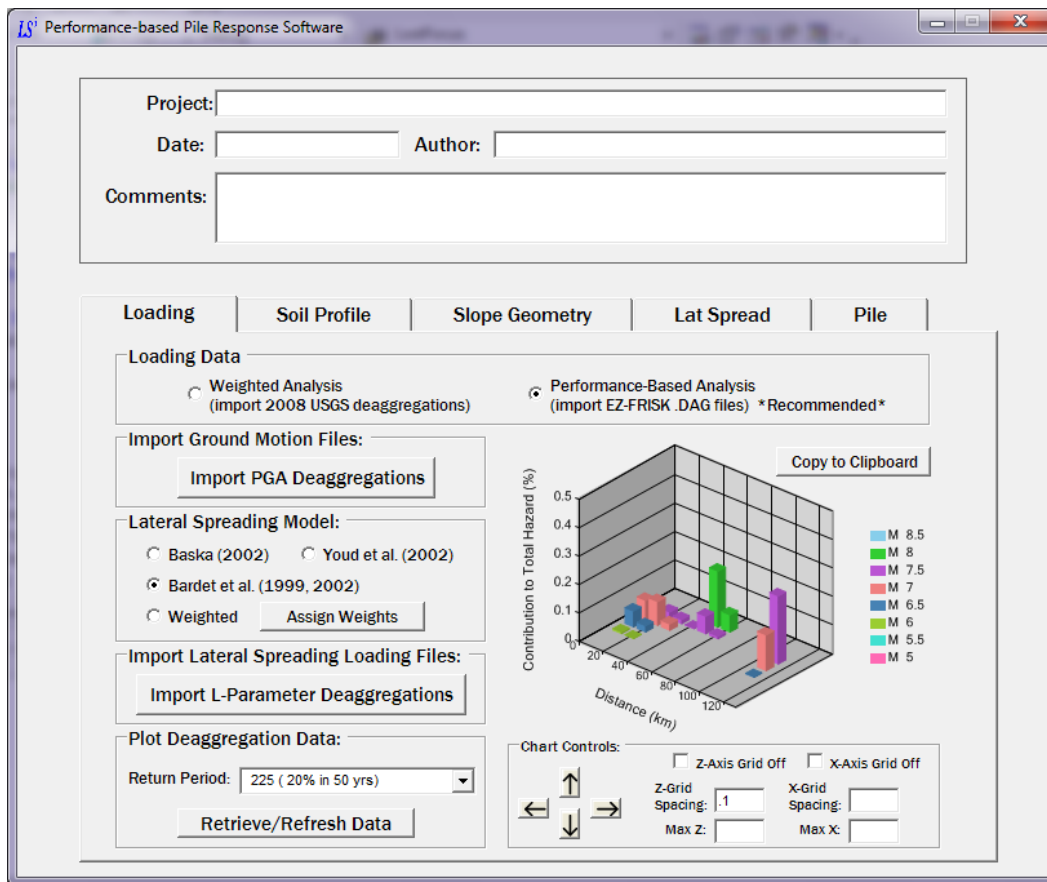 LSi Performance-based Pile Response Software
Project:
Date:
Author:
Comments:
Loading
Soil Profile
Slope Geometry
Lat Spread
Pile
Loading Data
Weighted Analysis
(import 2008 USGS deaggregations)
Performance-Based Analysis
(import EZ-FRISK .DAG files) *Recommended*
Import Ground Motion Files:
Import PGA Deaggregations
Lateral Spreading Model:
Baska (2002)
Youd et al. (2002)
Bardet et al. (1999, 2002)
Weighted
Assign Weights
Import Lateral Spreading Loading Files:
Import L-Parameter Deaggregations
Plot Deaggregation Data:
Return Period:
225 ( 20% in 50 yrs)
Retrieve/Refresh Data
Copy to Clipboard
Contribution to Total Hazard (%)
0.5
0.4
0.3
0.2
0.1
0
0
20
40
60
80
100
120
Distance (km)
M 8.5
M 8
M 7.5
M 7
M 6.5
M 6
M 5.5
M 5
Chart Controls:
Z-Axis Grid Off
X-Axis Grid Off
Z-Grid
Spacing:
.1
X-Grid
Spacing:
Max Z:
Max X: